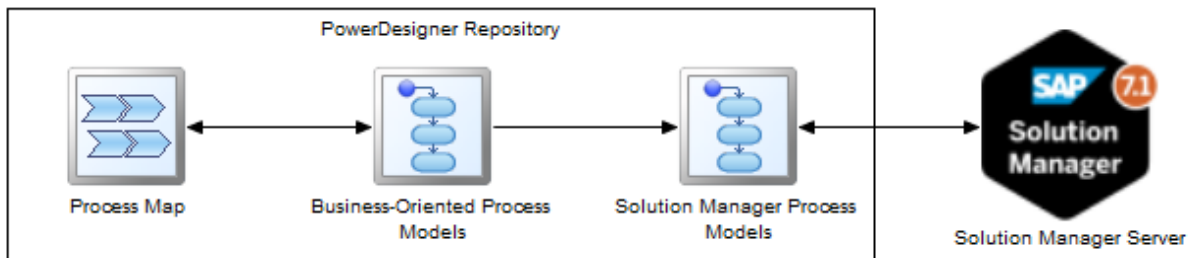 PowerDesigner Repository
SAP 7.1
Solution
Manager
Process Map
Business-Oriented Process
Models
Solution Manager Process
Models
Solution Manager Server